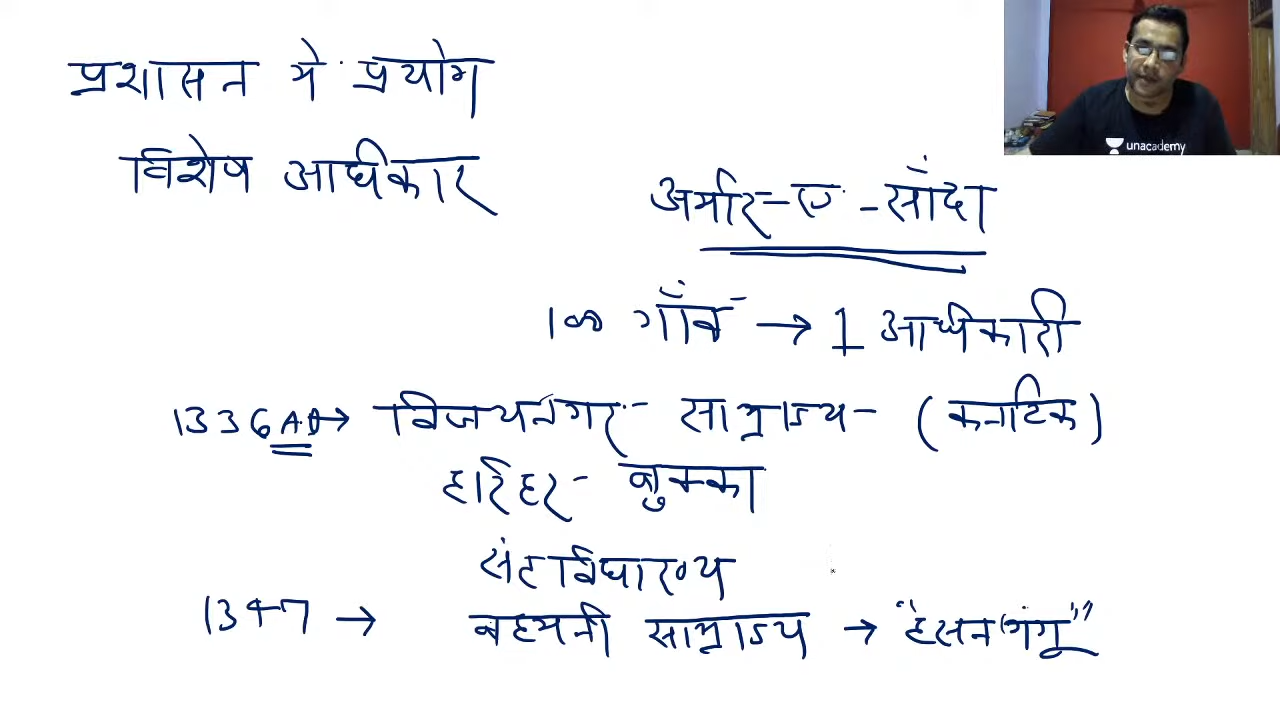 प्रशासन मे प्रयोग
विशेष अधिकार
unacademy
अमीर-ए-सौंदा
100 गाँव → 1 अधिकारी
1336 A.D → विजयनगर - साम्राज्य - (कर्नाटक)
हरिहर - बुक्का
संत विद्यारण्य
1347 → बहमनी साम्राज्य → "हसन गंगू"